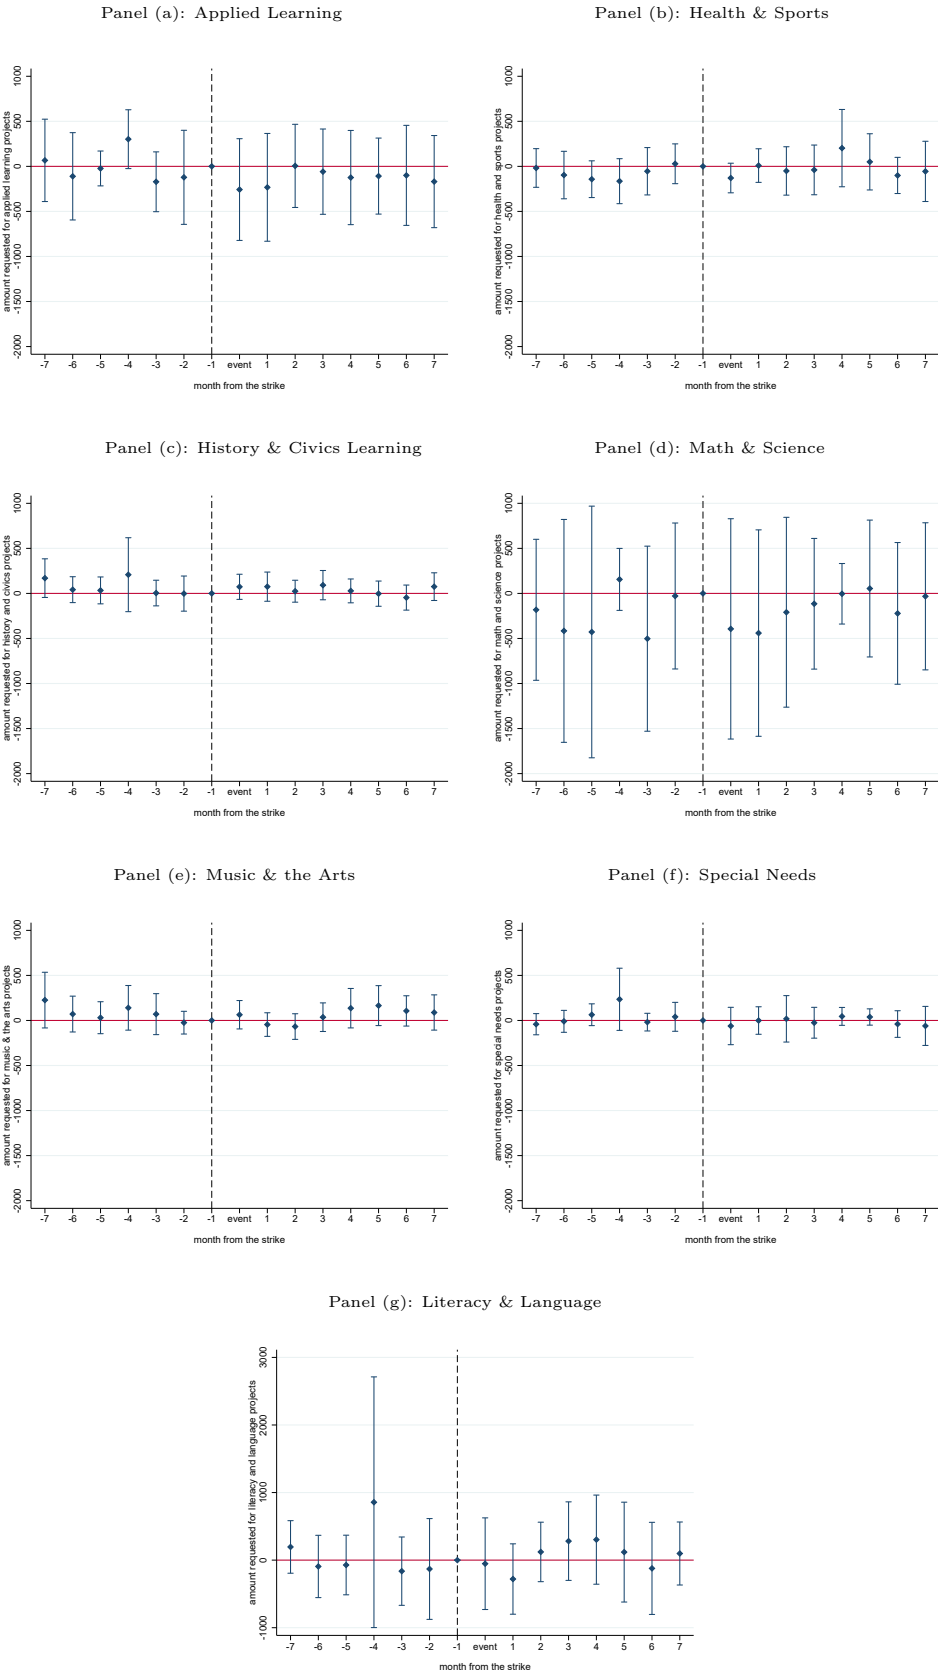 Panel (a): Applied Learning
amount requested for applied learning projects
1000
500
0
-500
-1000
-1500
-2000
-7 -6 -5 -4 -3 -2 -1 event 1 2 3 4 5 6 7
month from the strike
Panel (b): Health & Sports
amount requested for health and sports projects
1000
500
0
-500
-1000
-1500
-2000
-7 -6 -5 -4 -3 -2 -1 event 1 2 3 4 5 6 7
month from the strike
Panel (c): History & Civics Learning
amount requested for history and civics projects
1000
500
0
-500
-1000
-1500
-2000
-7 -6 -5 -4 -3 -2 -1 event 1 2 3 4 5 6 7
month from the strike
Panel (d): Math & Science
amount requested for math and science projects
1000
500
0
-500
-1000
-1500
-2000
-7 -6 -5 -4 -3 -2 -1 event 1 2 3 4 5 6 7
month from the strike
Panel (e): Music & the Arts
amount requested for music & the arts projects
1000
500
0
-500
-1000
-1500
-2000
-7 -6 -5 -4 -3 -2 -1 event 1 2 3 4 5 6 7
month from the strike
Panel (f): Special Needs
amount requested for special needs projects
1000
500
0
-500
-1000
-1500
-2000
-7 -6 -5 -4 -3 -2 -1 event 1 2 3 4 5 6 7
month from the strike
Panel (g): Literacy & Language
amount requested for literacy and language projects
3000
2000
1000
0
-1000
-7 -6 -5 -4 -3 -2 -1 event 1 2 3 4 5 6 7
month from the strike